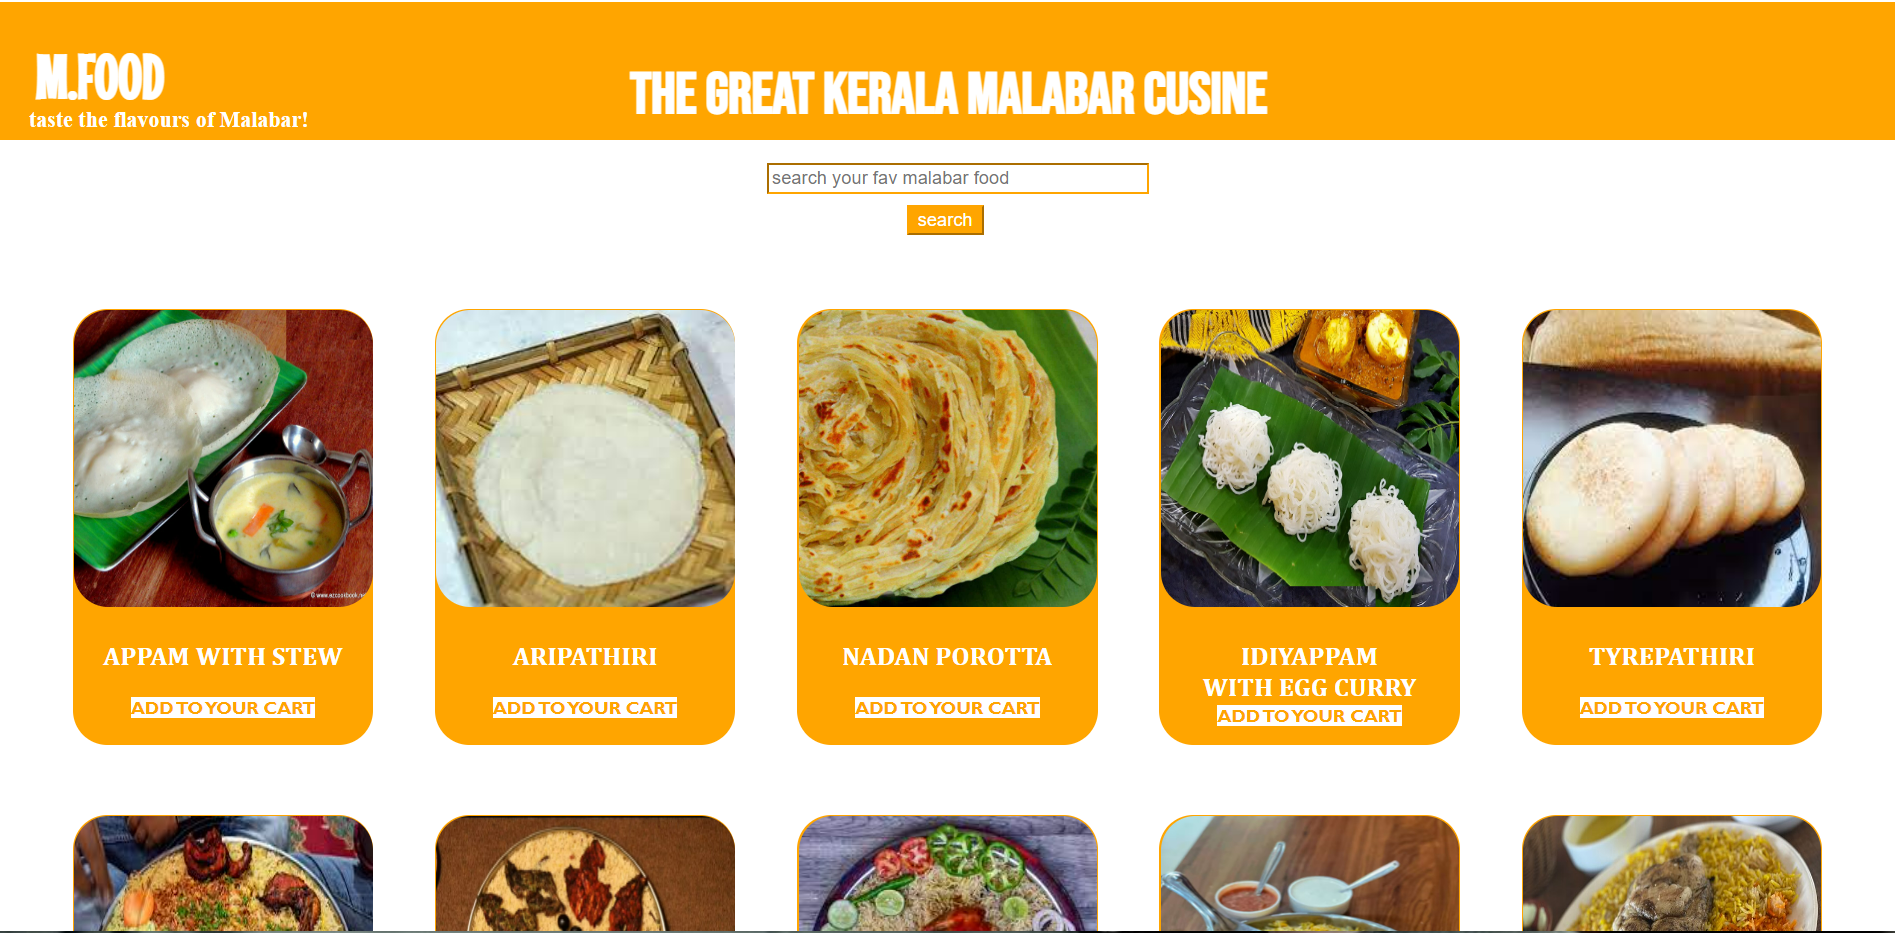 M.FOOD
taste the flavours of Malabar!
THE GREAT KERALA MALABAR CUSINE
search your fav malabar food
search
APPAM WITH STEW
ADD TO YOUR CART
ARIPATHIRI
ADD TO YOUR CART
NADAN POROTTA
ADD TO YOUR CART
IDIYAPPAM
WITH EGG CURRY
ADD TO YOUR CART
TYREPATHIRI
ADD TO YOUR CART